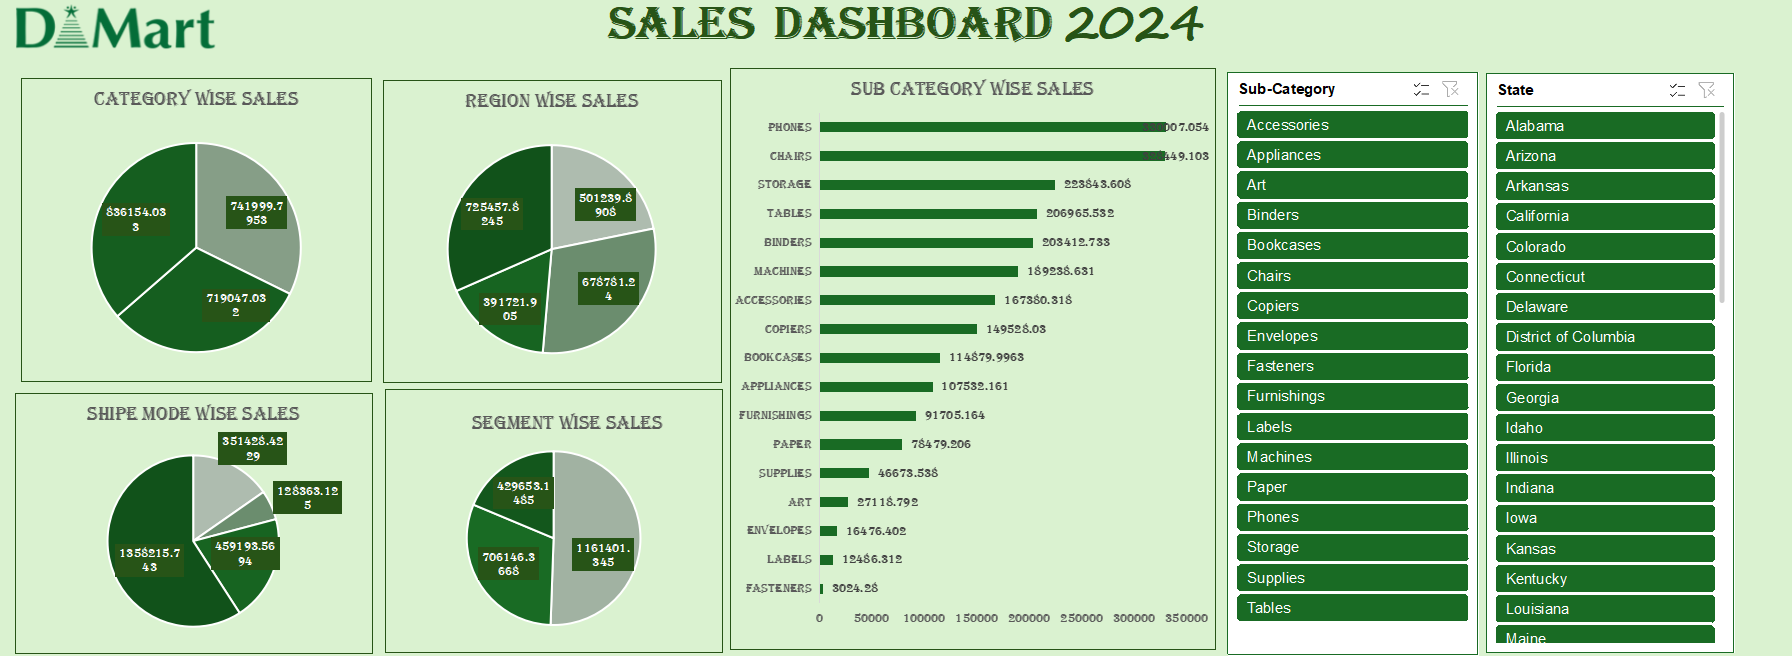 D Mart
SALES DASHBOARD 2024
CATEGORY WISE SALES
741999.7
953
719047.03
2
836154.03
3
REGION WISE SALES
501239.8
908
678781.24
4
391721.9
05
725457.8
245
SHIPE MODE WISE SALES
351428.42
29
128363.12
5
459193.56
94
1358215.7
43
SEGMENT WISE SALES
1161401.
345
706146.3
668
429653.1
485
SUB CATEGORY WISE SALES
PHONES
CHAIRS
STORAGE 223843.608
TABLES 206965.532
BINDERS 203412.733
MACHINES 189238.631
ACCESSORIES 167380.318
COPIERS 149528.03
BOOKCASES 114879.9963
APPLIANCES 107532.161
FURNISHINGS 91705.164
PAPER 78479.206
SUPPLIES 46673.538
ART 27118.792
ENVELOPES 16476.402
LABELS 12486.312
FASTENERS 3024.28
0 50000 100000 150000 200000 250000 300000 350000
Sub-Category
Accessories
Appliances
Art
Binders
Bookcases
Chairs
Copiers
Envelopes
Fasteners
Furnishings
Labels
Machines
Paper
Phones
Storage
Supplies
Tables
State
Alabama
Arizona
Arkansas
California
Colorado
Connecticut
Delaware
District of Columbia
Florida
Georgia
Idaho
Illinois
Indiana
Iowa
Kansas
Kentucky
Louisiana
Maine